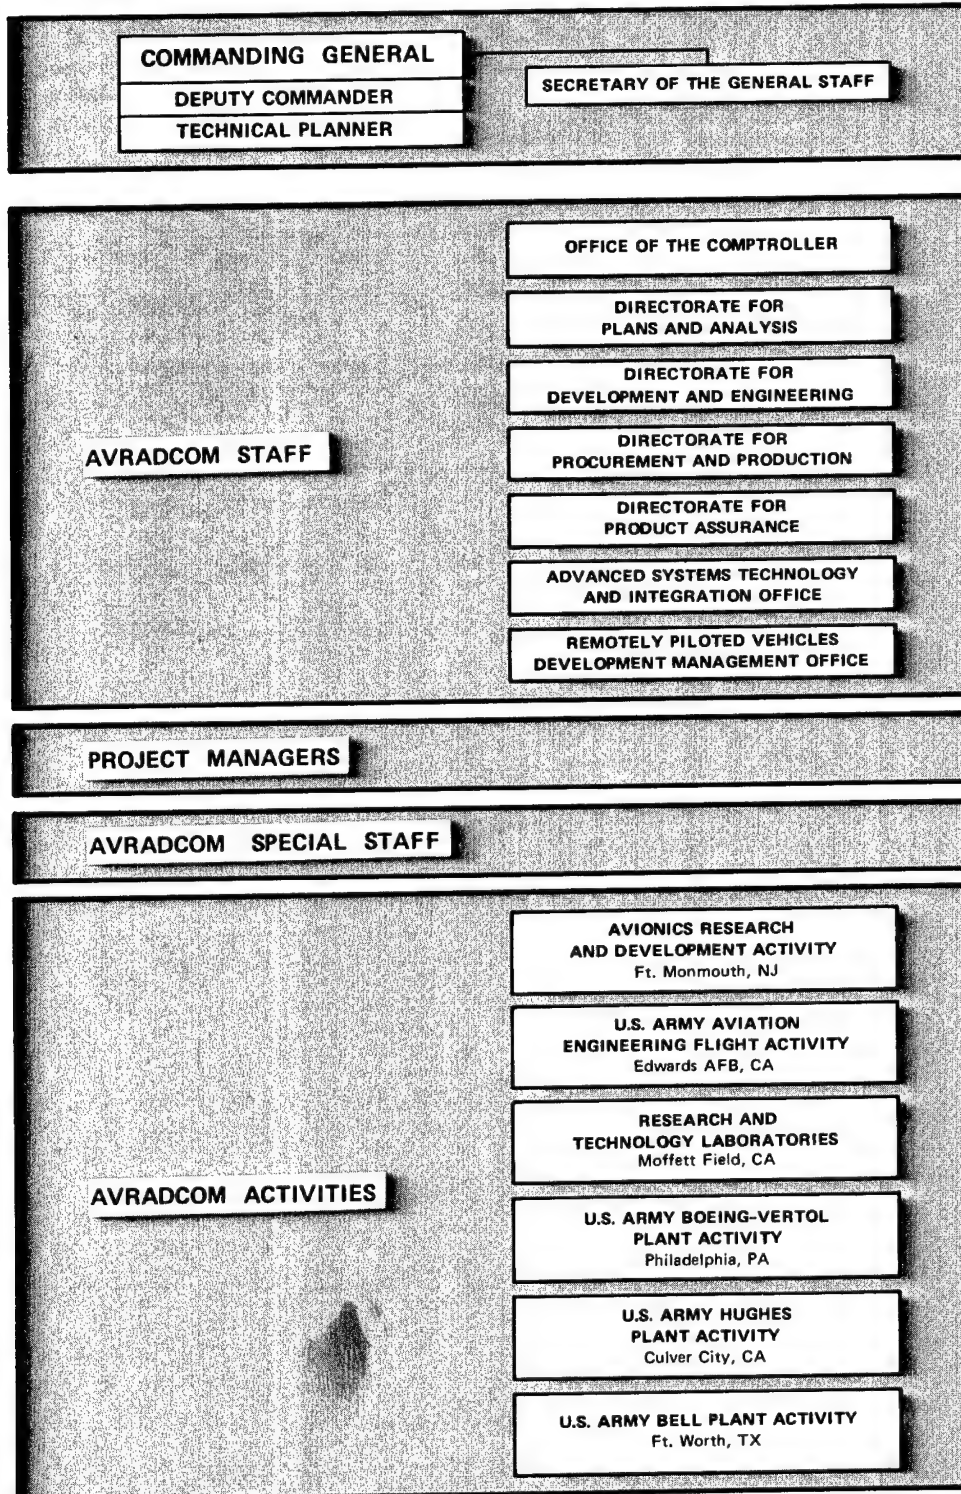 COMMANDING GENERAL
DEPUTY COMMANDER
TECHNICAL PLANNER
SECRETARY OF THE GENERAL STAFF
AVRADCOM STAFF
OFFICE OF THE COMPTROLLER
DIRECTORATE FOR
PLANS AND ANALYSIS
DIRECTORATE FOR
DEVELOPMENT AND ENGINEERING
DIRECTORATE FOR
PROCUREMENT AND PRODUCTION
DIRECTORATE FOR
PRODUCT ASSURANCE
ADVANCED SYSTEMS TECHNOLOGY
AND INTEGRATION OFFICE
REMOTELY PILOTED VEHICLES
DEVELOPMENT MANAGEMENT OFFICE
PROJECT MANAGERS
AVRADCOM SPECIAL STAFF
AVRADCOM ACTIVITIES
AVIONICS RESEARCH
AND DEVELOPMENT ACTIVITY
Ft. Monmouth, NJ
U.S. ARMY AVIATION
ENGINEERING FLIGHT ACTIVITY
Edwards AFB, CA
RESEARCH AND
TECHNOLOGY LABORATORIES
Moffett Field, CA
U.S. ARMY BOEING-VERTOL
PLANT ACTIVITY
Philadelphia, PA
U.S. ARMY HUGHES
PLANT ACTIVITY
Culver City, CA
U.S. ARMY BELL PLANT ACTIVITY
Ft. Worth, TX